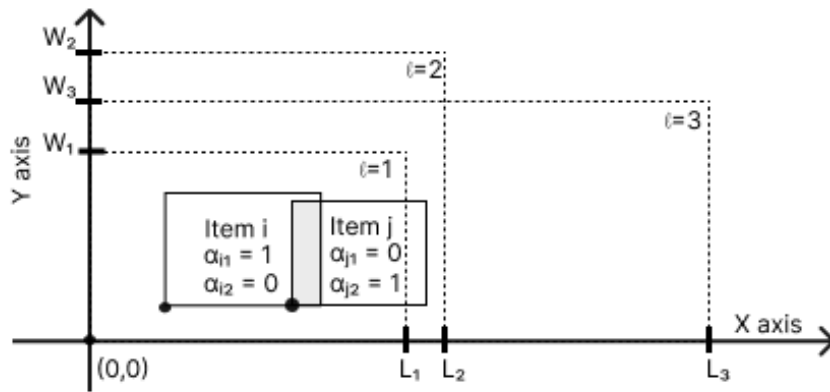 W₂
ℓ=2
W₃
ℓ=3
W₁
ℓ=1
Y axis
Item i
αᵢ₁ = 1
αᵢ₂ = 0
Item j
αⱼ₁ = 0
αⱼ₂ = 1
X axis
(0,0)
L₁
L₂
L₃